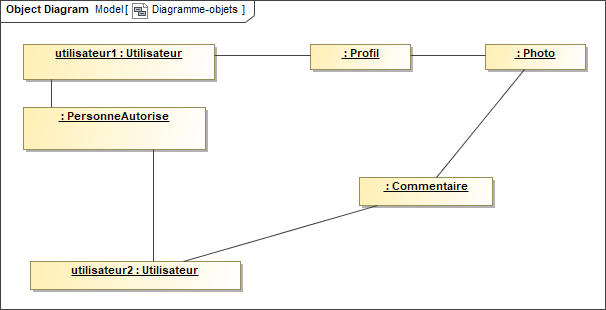 Object Diagram Model [ Diagramme-objets ]
utilisateur1 : Utilisateur
: Profil
: Photo
: PersonneAutorise
: Commentaire
utilisateur2 : Utilisateur